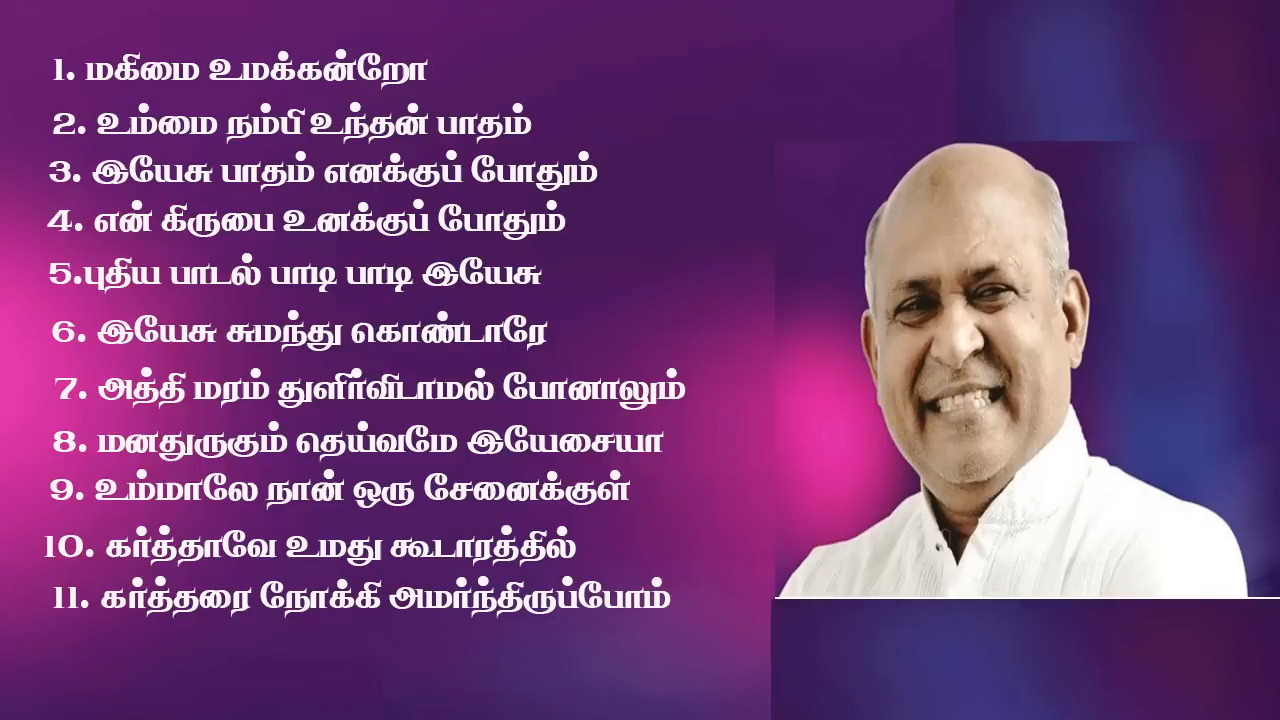 1. மகிமை உமக்கன்றோ
2. உம்மை நம்பி உந்தன் பாதம்
3. இயேசு பாதம் எனக்குப் போதும்
4. என் கிருபை உனக்குப் போதும்
5.புதிய பாடல் பாடி பாடி இயேசு
6. இயேசு சுமந்து கொண்டாரே
7. அத்தி மரம் துளிர்விடாமல் போனாலும்
8. மனதுருகும் தெய்வமே இயேசையா
9. உம்மாலே நான் ஒரு சேனைக்குள்
10. கர்த்தாவே உமது கூடாரத்தில்
11. கர்த்தரை நோக்கி அமர்ந்திருப்போம்